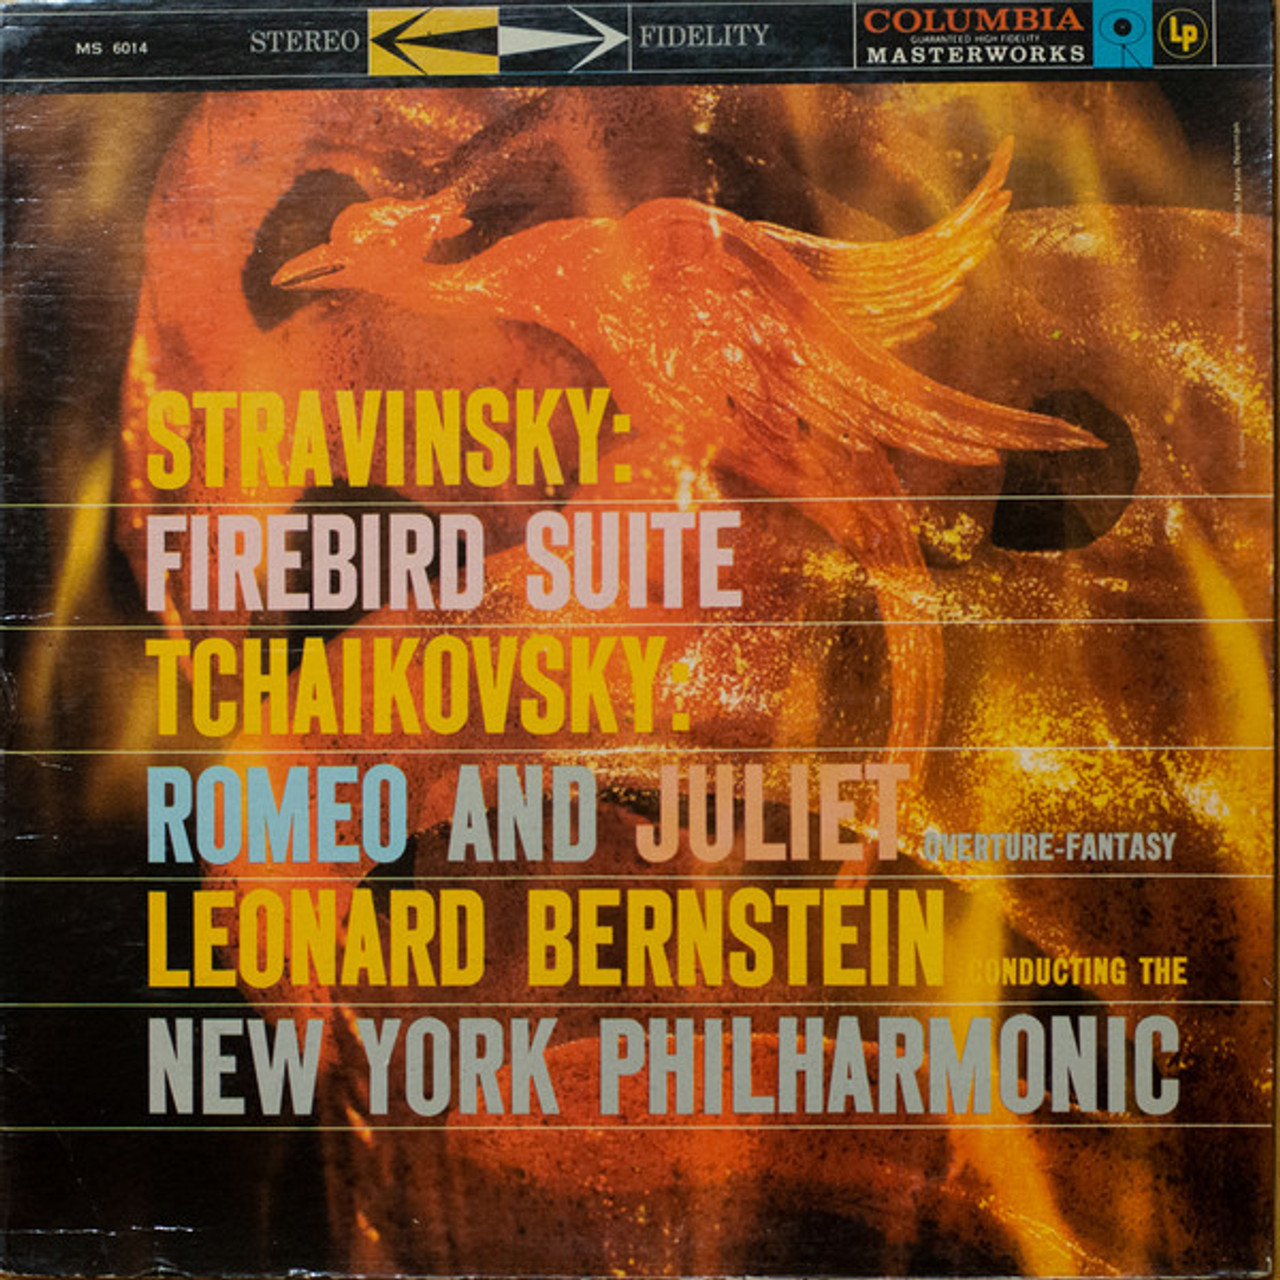 MS 6014
STEREO FIDELITY
COLUMBIA
GUARANTEED HIGH FIDELITY
MASTERWORKS
Lp
STRAVINSKY:
FIREBIRD SUITE
TCHAIKOVSKY:
ROMEO AND JULIET OVERTURE-FANTASY
LEONARD BERNSTEIN CONDUCTING THE
NEW YORK PHILHARMONIC